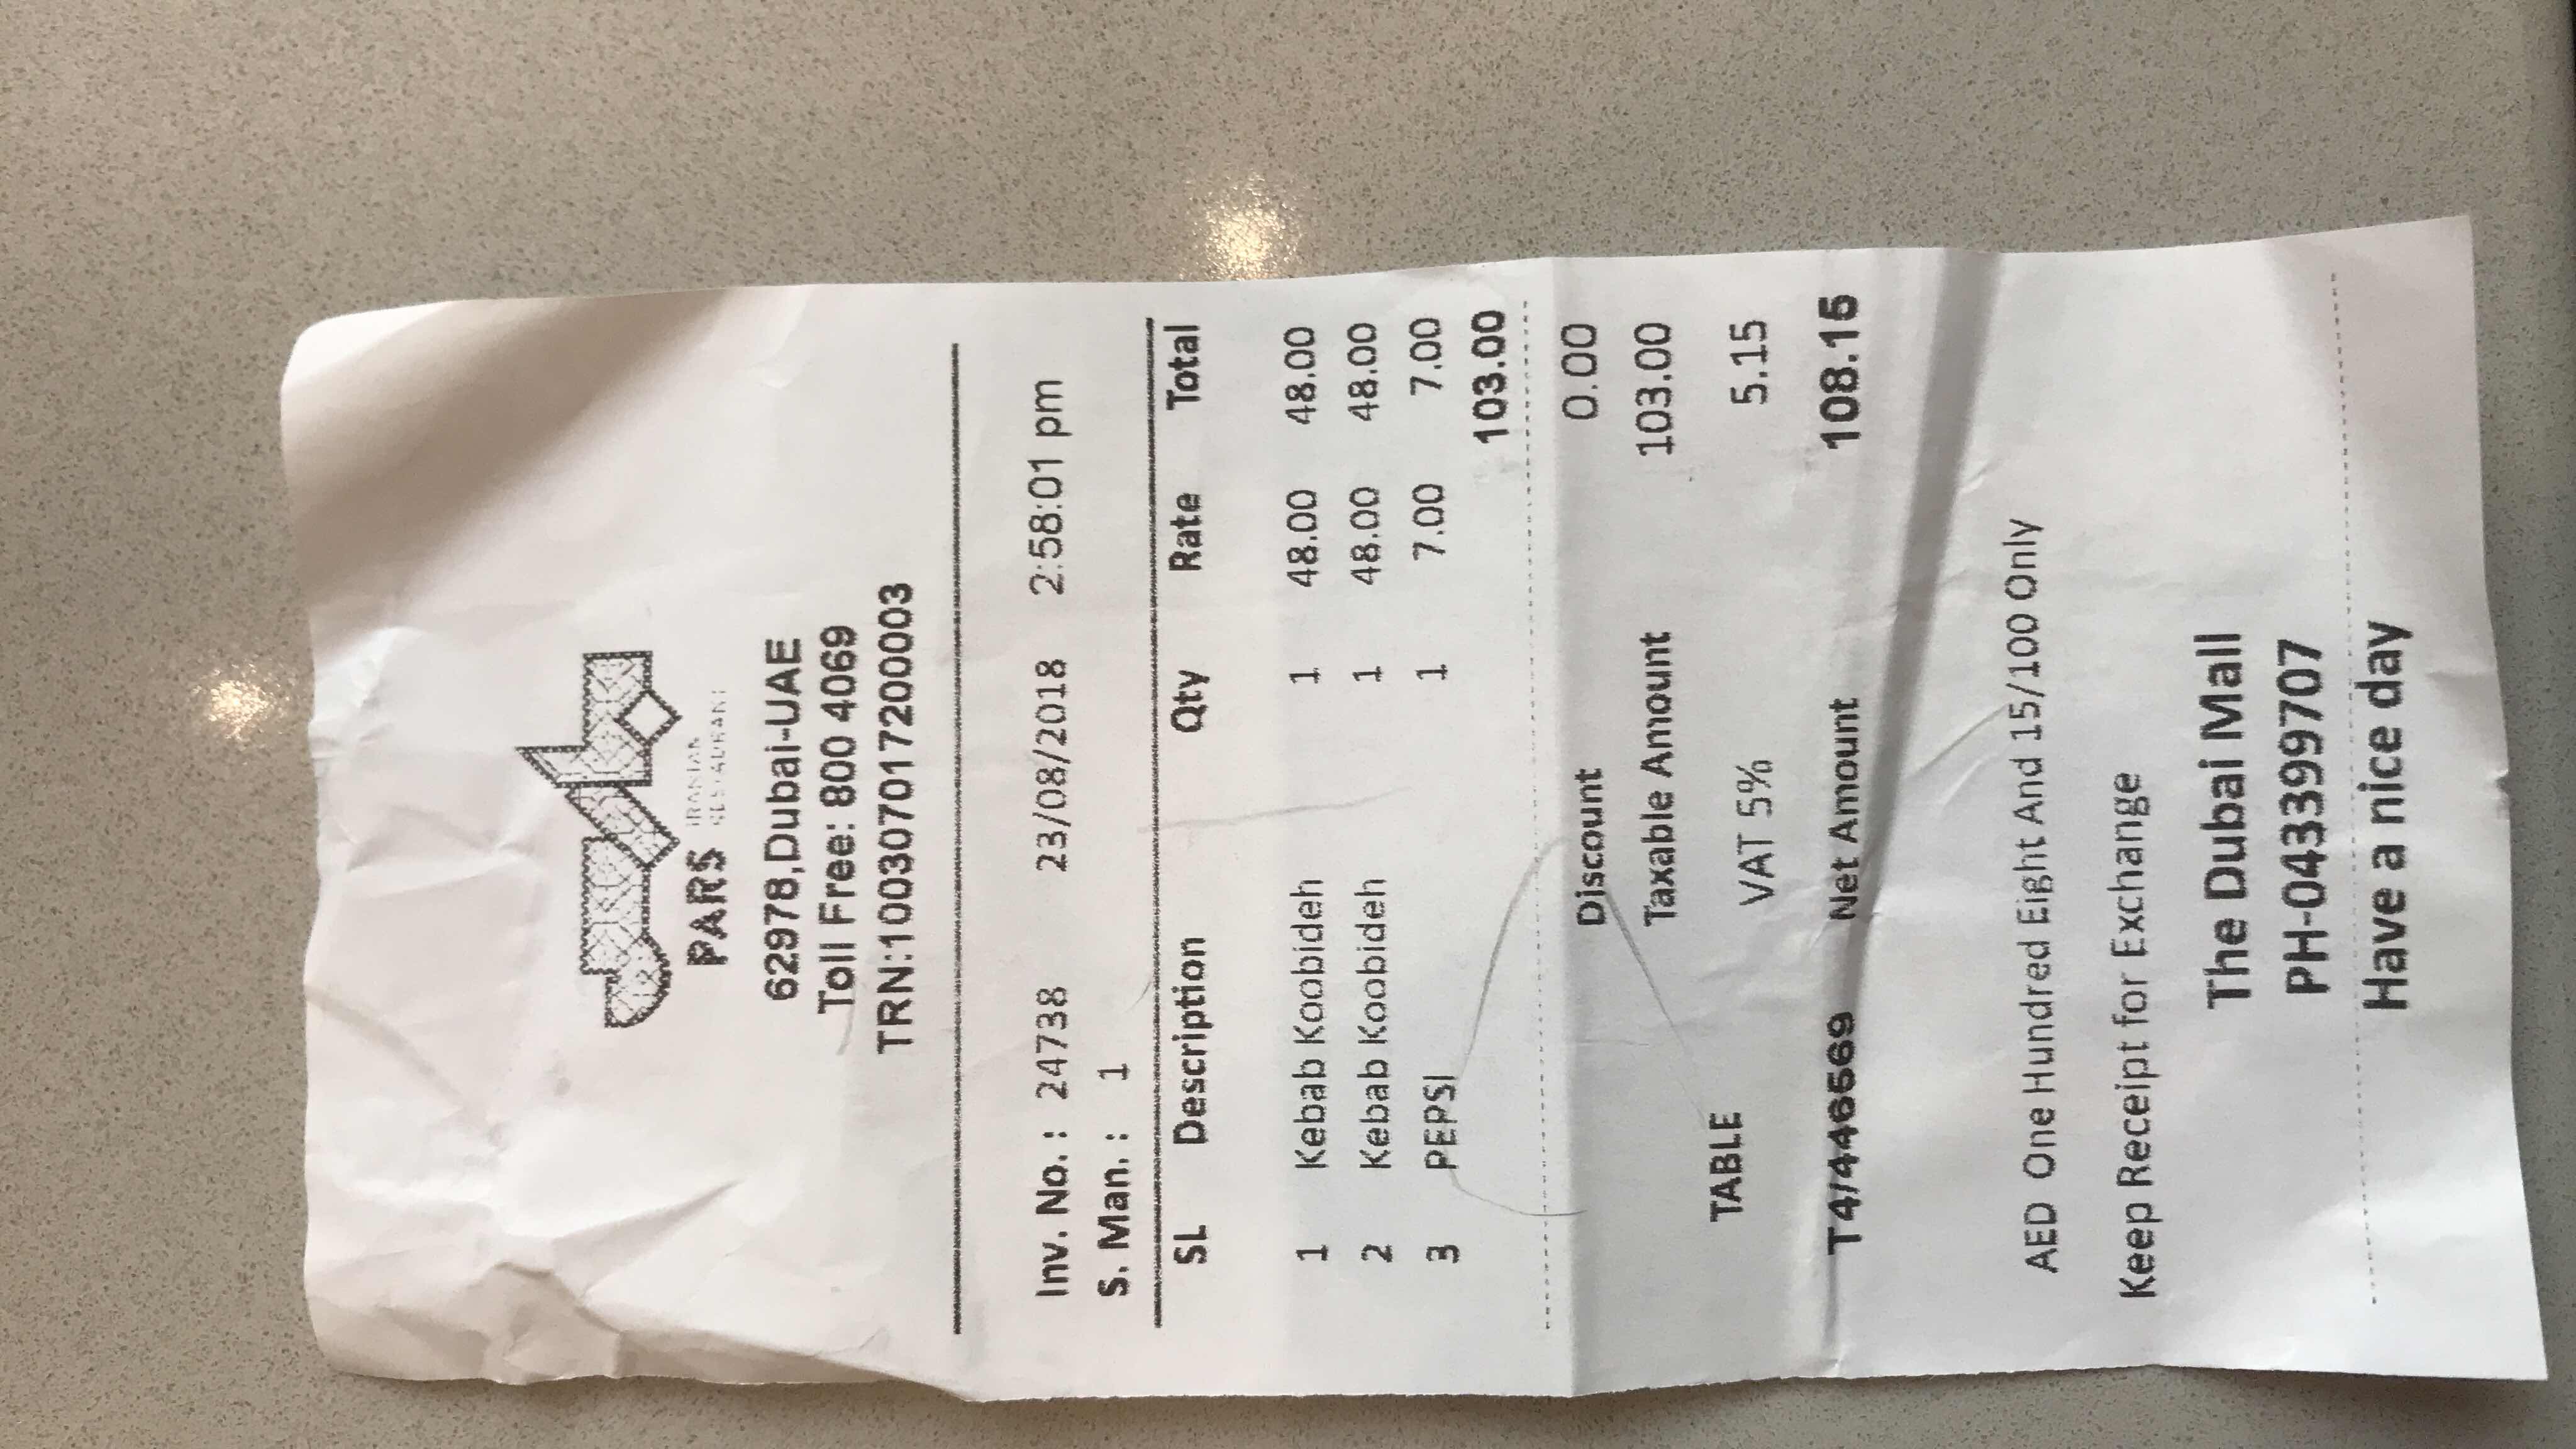 پارس
PARS IRANIAN RESTAURANT
62978,Dubai-UAE
Toll Free: 800 4069
TRN:100307017200003
Inv. No. : 24738 23/08/2018 2:58:01 pm
S. Man. : 1
SL Description Qty Rate Total
1 Kebab Koobideh 1 48.00 48.00
2 Kebab Koobideh 1 48.00 48.00
3 PEPSI 1 7.00 7.00
103.00
Discount 0.00
Taxable Amount 103.00
TABLE VAT 5% 5.15
T4/446569 Net Amount 108.15
AED One Hundred Eight And 15/100 Only
Keep Receipt for Exchange
The Dubai Mall
PH-043399707
Have a nice day